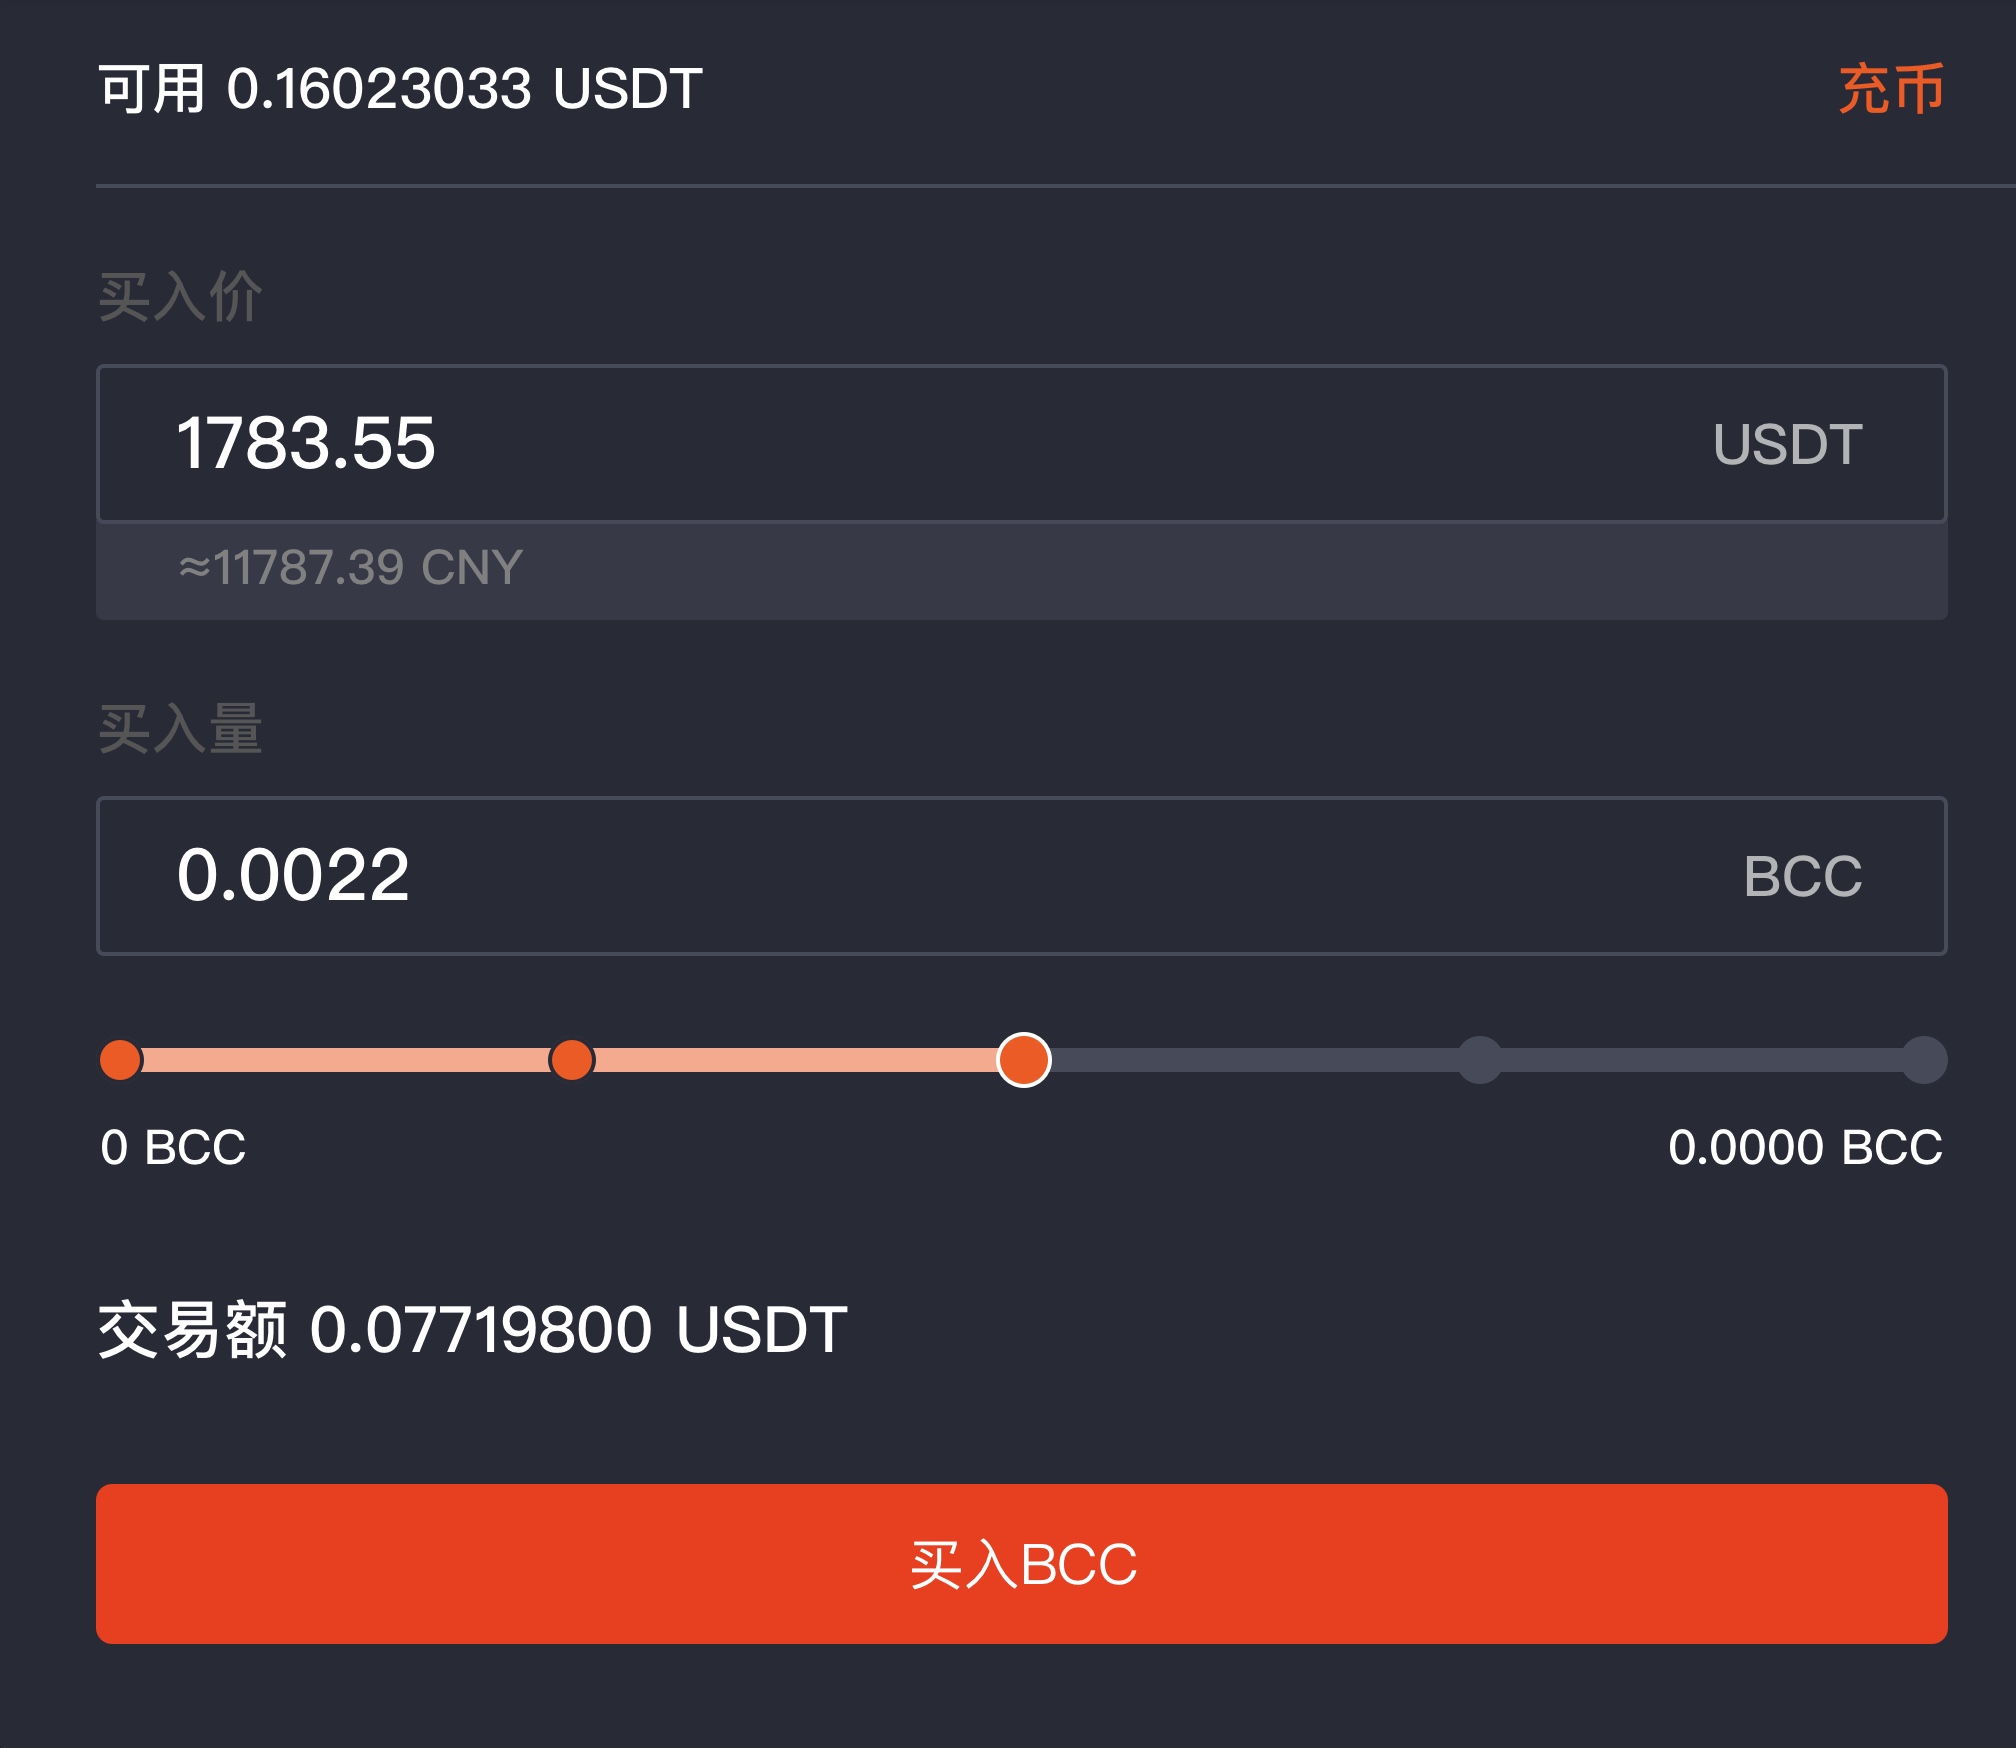 可用 0.16023033 USDT 充币
买入价
1783.55 USDT
≈11787.39 CNY
买入量
0.0022 BCC
0 BCC 0.0000 BCC
交易额 0.07719800 USDT
买入BCC